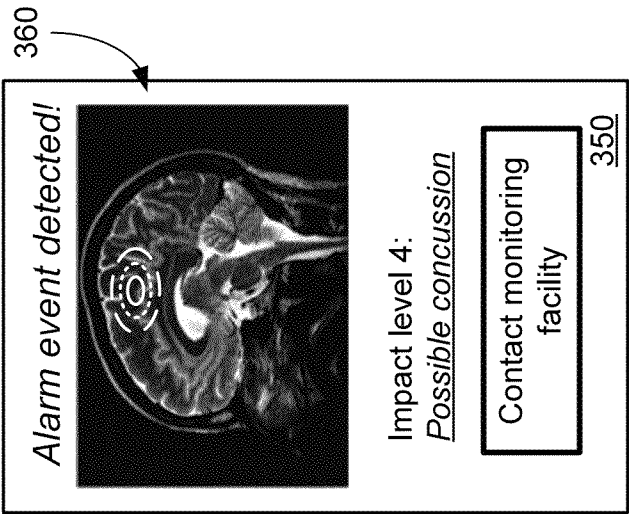 360
Alarm event detected!
Impact level 4:
Possible concussion
Contact monitoring
facility
350